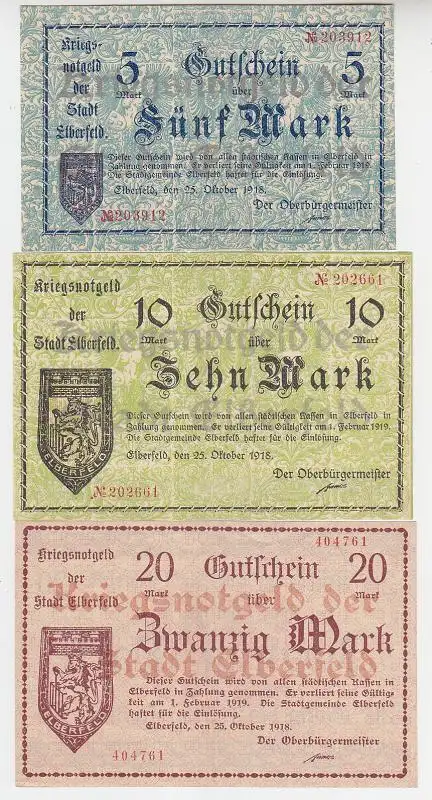 Kriegs-
notgeld
der
Stadt
Elberfeld.
№ 203912
5 Gutschein 5
Mark über Mark
Fünf Mark
Dieser Gutschein wird von allen städtischen Kassen in Elberfeld in
Zahlung genommen. Er verliert seine Gültigkeit am 1. Februar 1919.
Die Stadtgemeinde Elberfeld haftet für die Einlösung.
Elberfeld, den 25. Oktober 1918.
Der Oberbürgermeister
№ 203912
Kriegsnotgeld
der
Stadt Elberfeld.
№ 202661
10 Gutschein 10
Mark über Mark
Zehn Mark
Kriegsnotgeld der
Dieser Gutschein wird von allen städtischen Kassen in Elberfeld in
Zahlung genommen. Er verliert seine Gültigkeit am 1. Februar 1919.
Die Stadtgemeinde Elberfeld haftet für die Einlösung.
Elberfeld, den 25. Oktober 1918.
Der Oberbürgermeister
ELBERFELD
№ 202661
Kriegsnotgeld
der
Stadt Elberfeld
404761
20 Gutschein 20
Mark über Mark
Kriegsnotgeld der
Zwanzig Mark
Stadt Elberfeld
Dieser Gutschein wird von allen städtischen Kassen in
Elberfeld in Zahlung genommen. Er verliert seine Gültig-
keit am 1. Februar 1919. Die Stadtgemeinde Elberfeld
haftet für die Einlösung.
Elberfeld, den 25. Oktober 1918.
Der Oberbürgermeister
ELBERFELD
404761